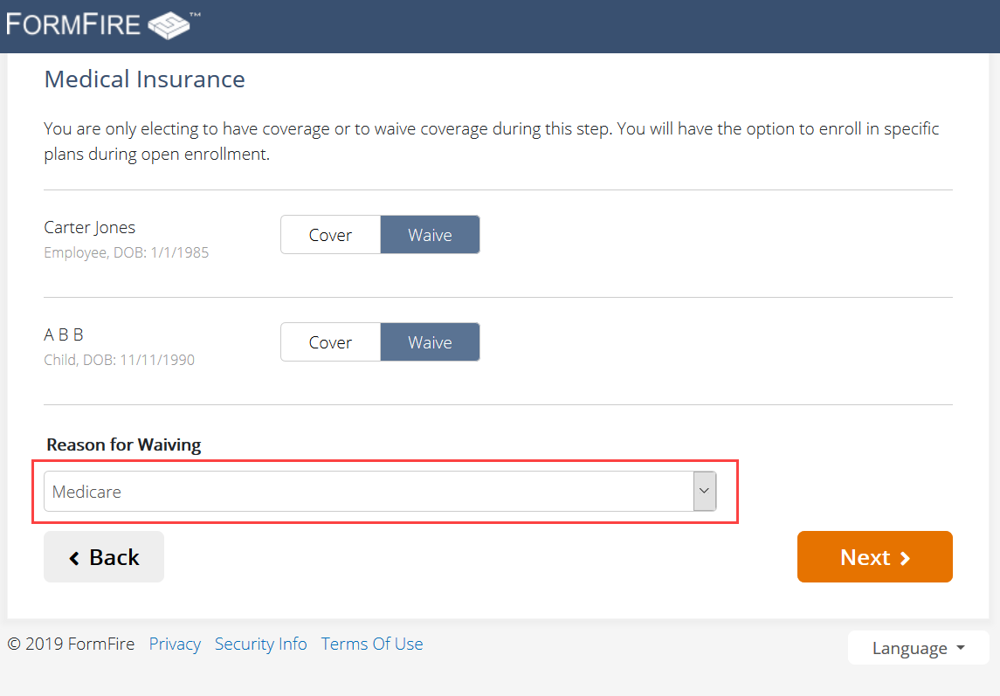 FORMFIRE ™
Medical Insurance
You are only electing to have coverage or to waive coverage during this step. You will have the option to enroll in specific
plans during open enrollment.
Carter Jones
Cover
Waive
Employee, DOB: 1/1/1985
A B B
Cover
Waive
Child, DOB: 11/11/1990
Reason for Waiving
Medicare
Back
Next
© 2019 FormFire Privacy Security Info Terms Of Use
Language